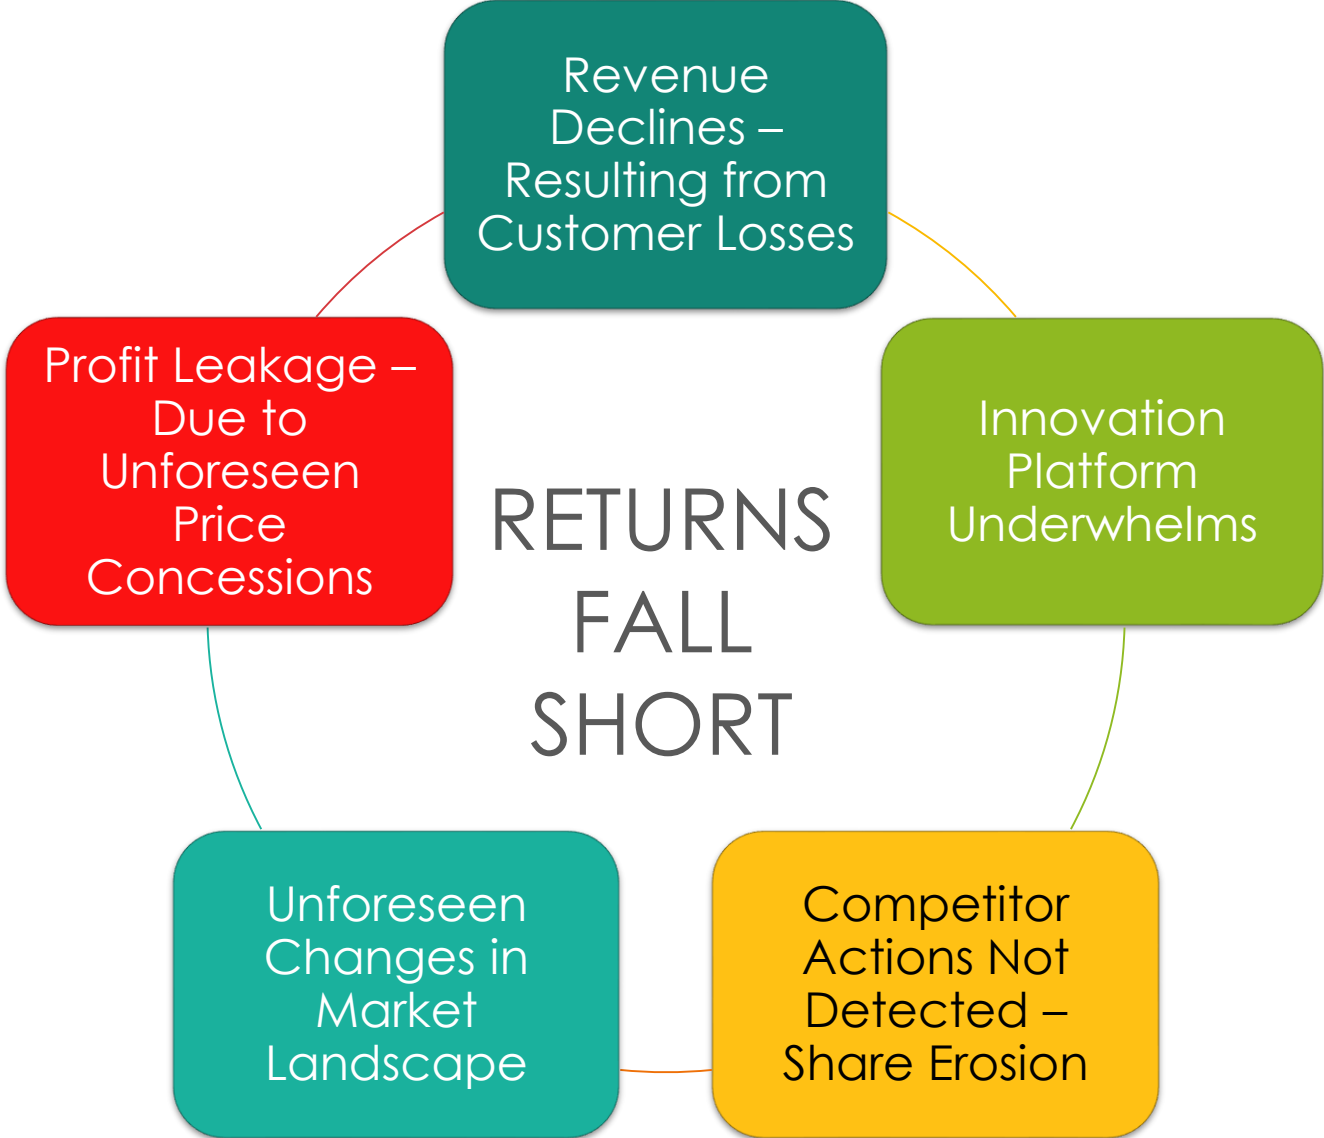 Revenue
Declines –
Resulting from
Customer Losses
Innovation
Platform
Underwhelms
Competitor
Actions Not
Detected –
Share Erosion
Unforeseen
Changes in
Market
Landscape
Profit Leakage –
Due to
Unforeseen
Price
Concessions
RETURNS
FALL
SHORT